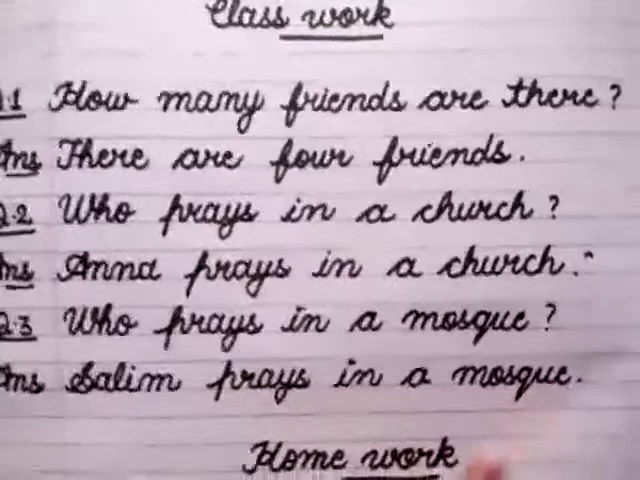 Class work
Q.1 How many friends are there?
Ans There are four friends.
Q.2 Who prays in a church?
Ans Anna prays in a church.
Q.3 Who prays in a mosque?
Ans Salim prays in a mosque.
Home work